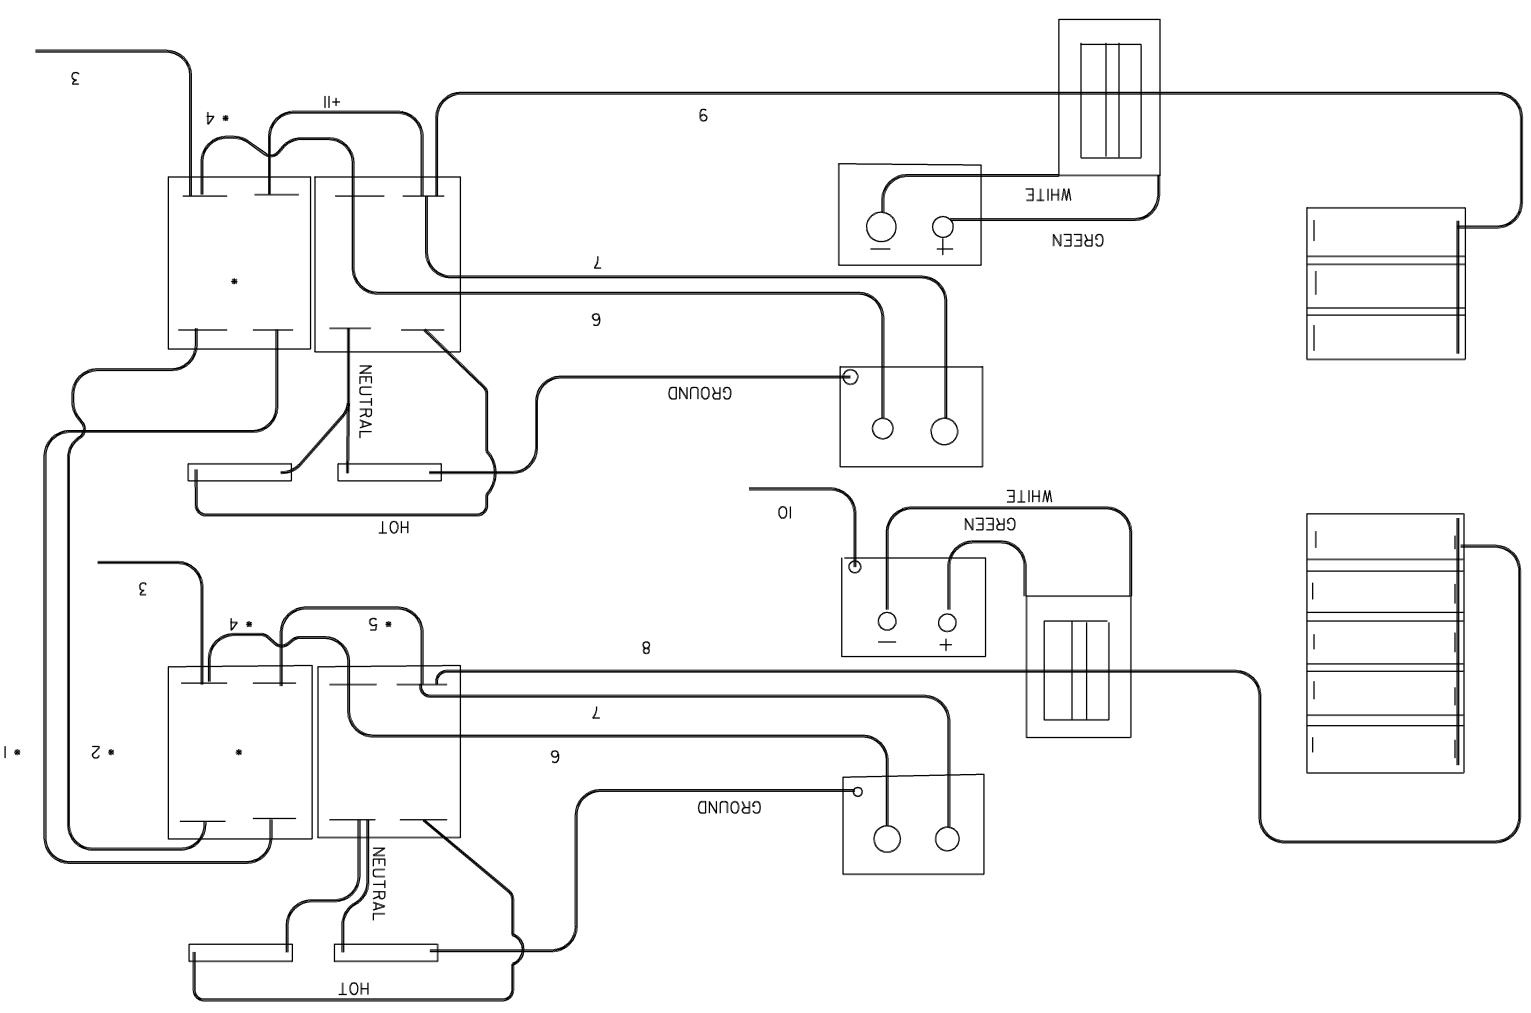 3
+11
* 4
9
WHITE
GREEN
7
6
*
NEUTRAL
GROUND
WHITE
10
GREEN
HOT
3
* 4
* 5
8
7
* 1
* 2
*
6
GROUND
NEUTRAL
HOT